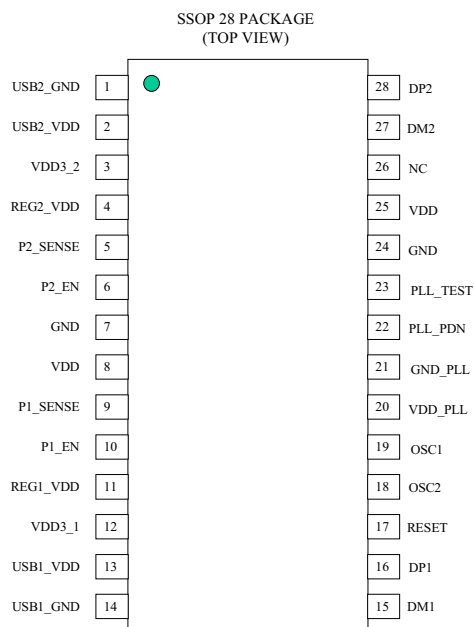 SSOP 28 PACKAGE
(TOP VIEW)
USB2_GND 1 28 DP2
USB2_VDD 2 27 DM2
VDD3_2 3 26 NC
REG2_VDD 4 25 VDD
P2_SENSE 5 24 GND
P2_EN 6 23 PLL_TEST
GND 7 22 PLL_PDN
VDD 8 21 GND_PLL
P1_SENSE 9 20 VDD_PLL
P1_EN 10 19 OSC1
REG1_VDD 11 18 OSC2
VDD3_1 12 17 RESET
USB1_VDD 13 16 DP1
USB1_GND 14 15 DM1